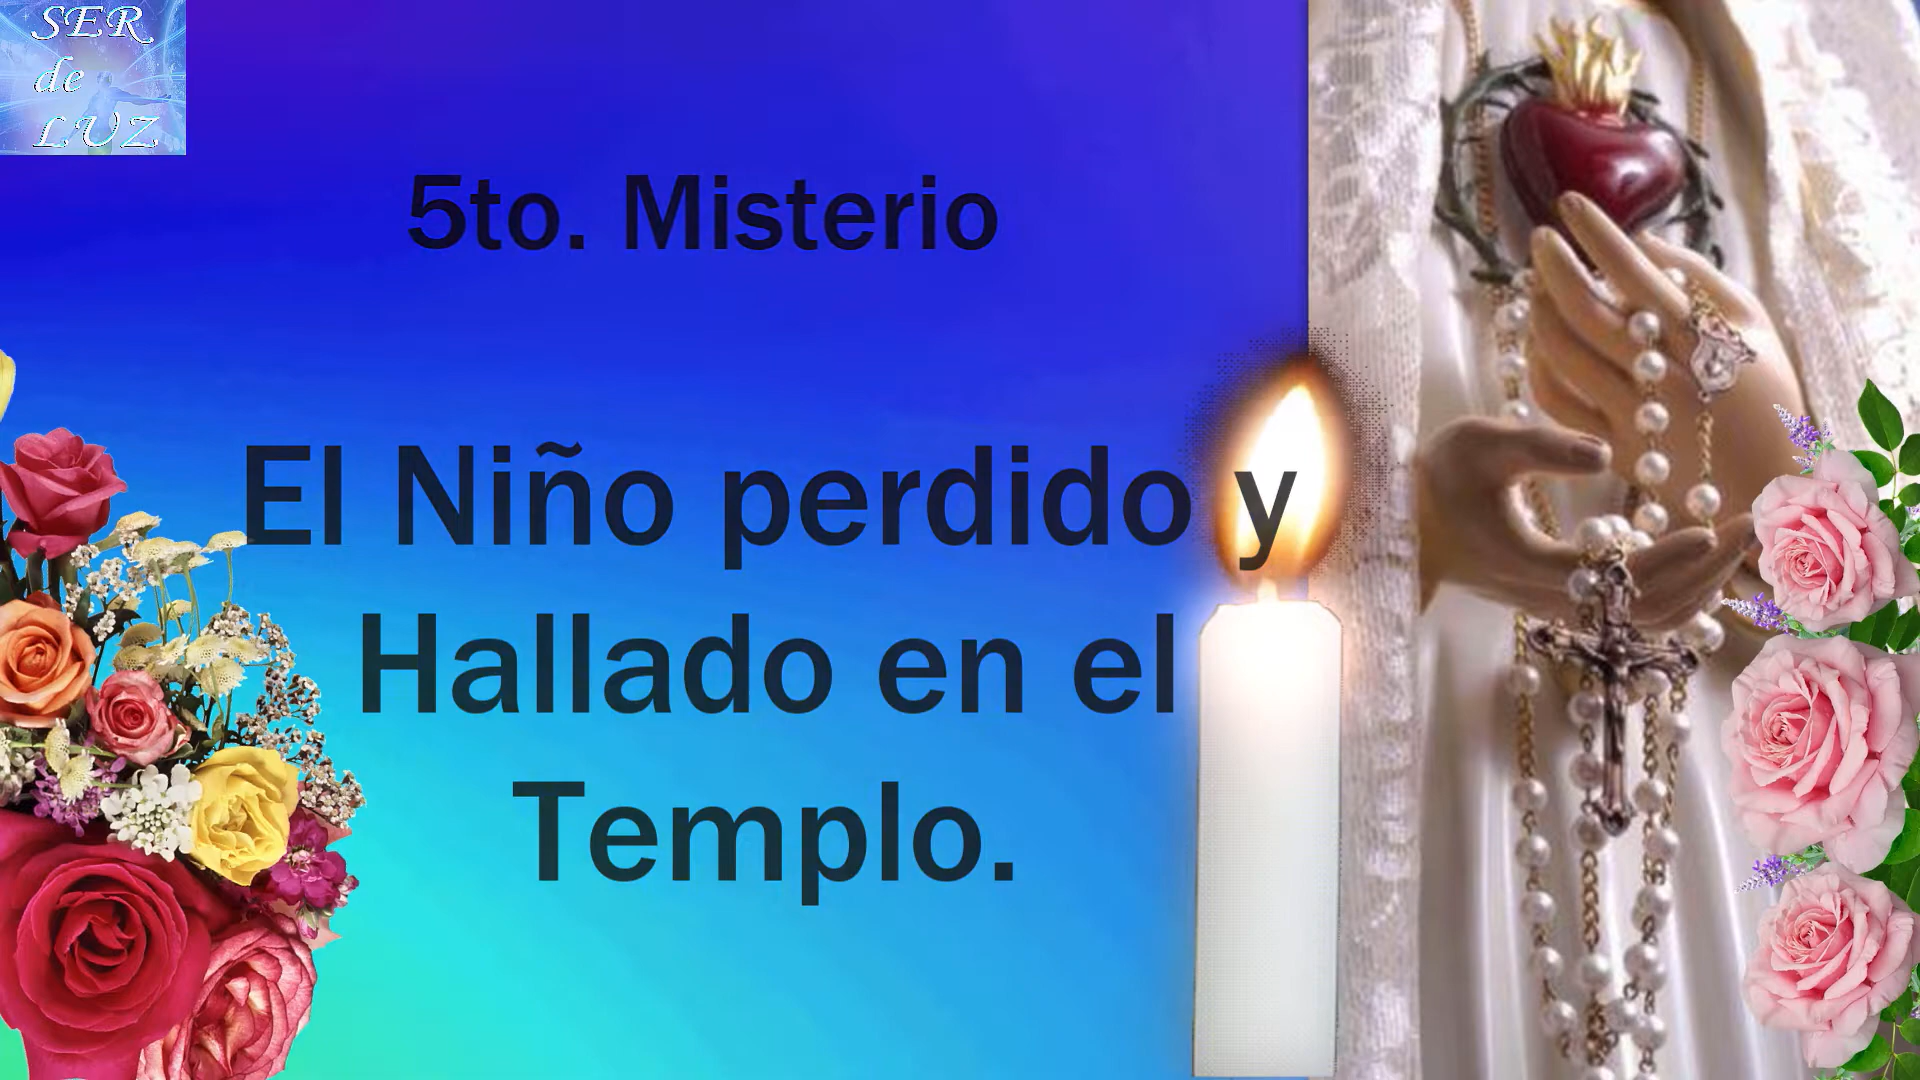 SER
de
LUZ
5to. Misterio
El Niño perdido y
Hallado en el
Templo.